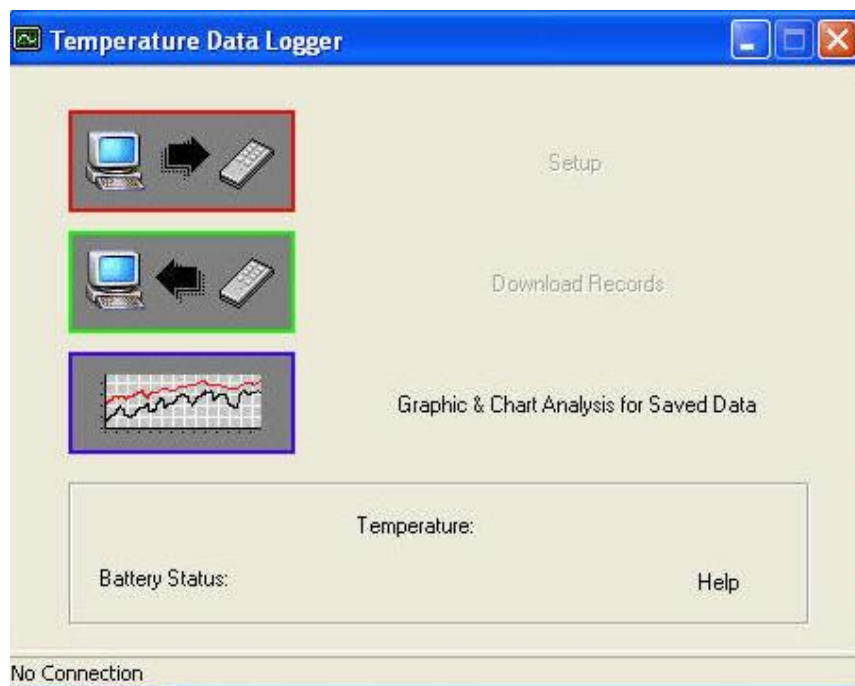 Temperature Data Logger
Setup
Download Records
Graphic & Chart Analysis for Saved Data
Temperature:
Battery Status:
Help
No Connection